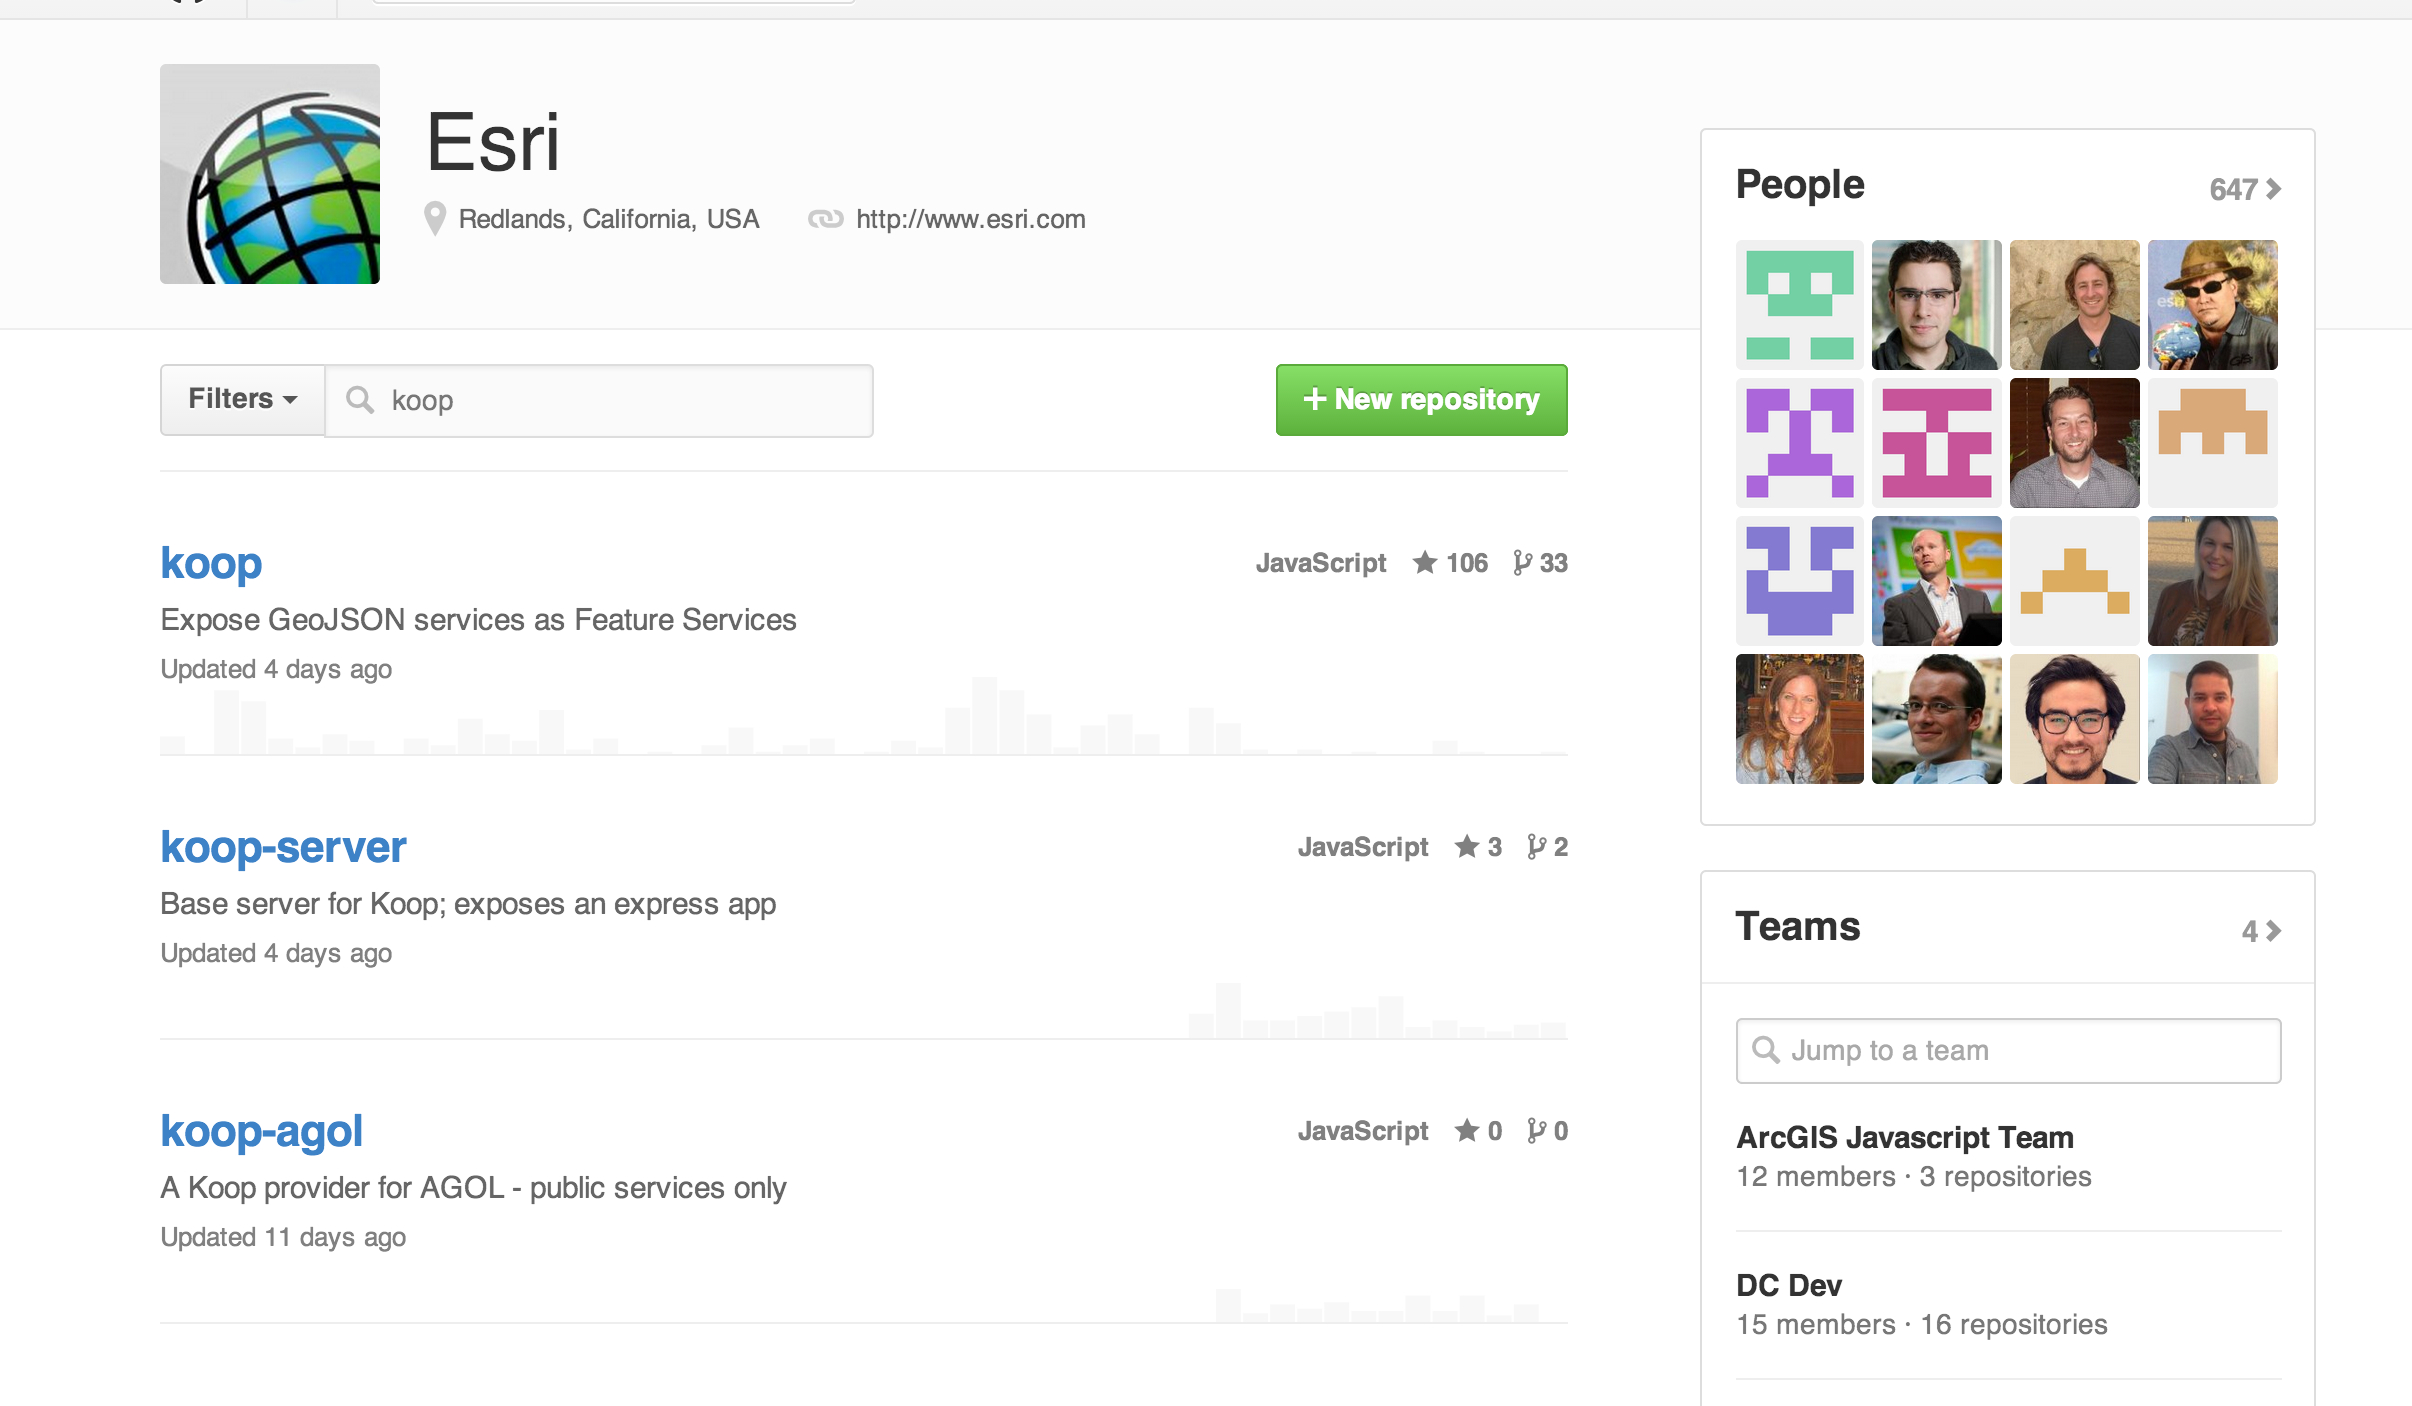 Esri
Redlands, California, USA http://www.esri.com
Filters koop
+ New repository
koop
JavaScript 106 33
Expose GeoJSON services as Feature Services
Updated 4 days ago
koop-server
JavaScript 3 2
Base server for Koop; exposes an express app
Updated 4 days ago
koop-agol
JavaScript 0 0
A Koop provider for AGOL - public services only
Updated 11 days ago
People 647
esri
Teams 4
Jump to a team
ArcGIS Javascript Team
12 members · 3 repositories
DC Dev
15 members · 16 repositories